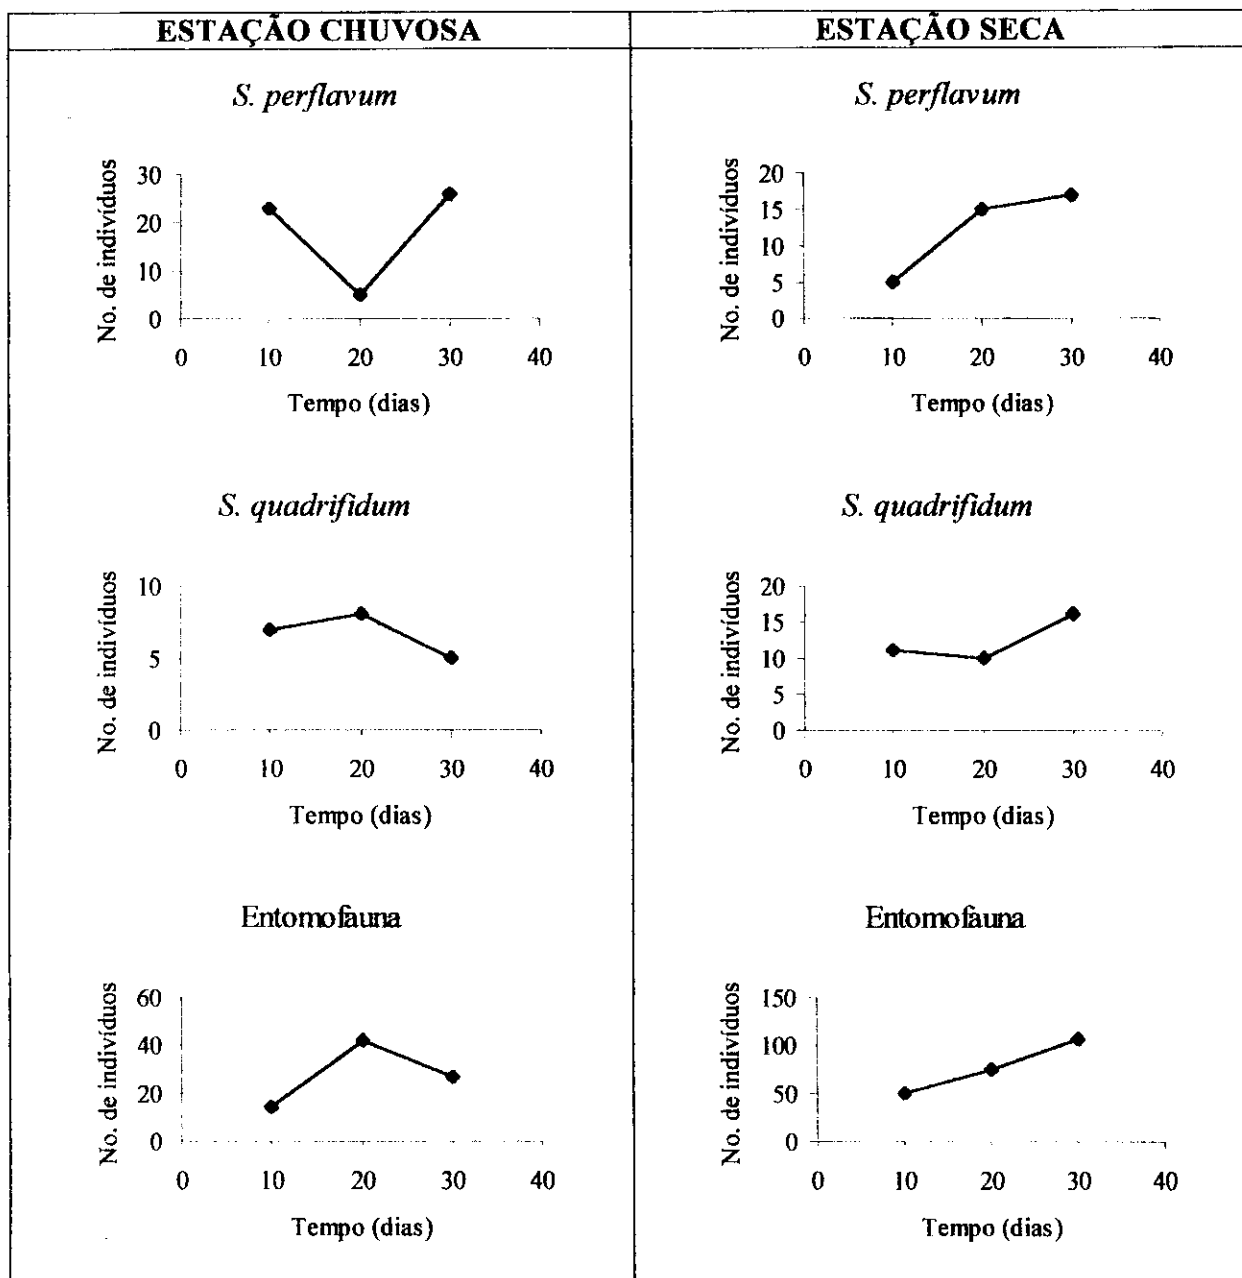 ESTAÇÃO CHUVOSA
S. perflavum
No. de indivíduos
30
20
10
0
0 10 20 30 40
Tempo (dias)
S. quadrifidum
No. de indivíduos
10
5
0
0 10 20 30 40
Tempo (dias)
Entomofauna
No. de indivíduos
60
40
20
0
0 10 20 30 40
Tempo (dias)
ESTAÇÃO SECA
S. perflavum
No. de indivíduos
20
15
10
5
0
0 10 20 30 40
Tempo (dias)
S. quadrifidum
No. de indivíduos
20
15
10
5
0
0 10 20 30 40
Tempo (dias)
Entomofauna
No. de indivíduos
150
100
50
0
0 10 20 30 40
Tempo (dias)